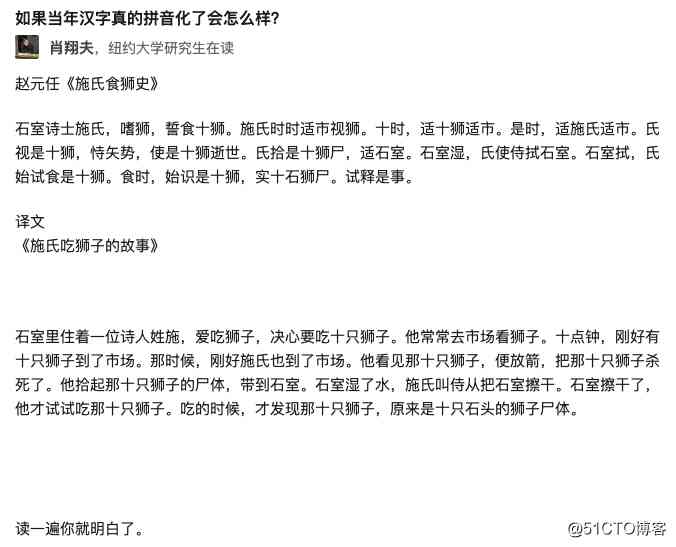 如果当年汉字真的拼音化了会怎么样?
肖翔夫，纽约大学研究生在读
赵元任《施氏食狮史》
石室诗士施氏，嗜狮，誓食十狮。施氏时时适市视狮。十时，适十狮适市。是时，适施氏适市。氏
视是十狮，恃矢势，使是十狮逝世。氏拾是十狮尸，适石室。石室湿，氏使侍拭石室。石室拭，氏
始试食是十狮。食时，始识是十狮，实十石狮尸。试释是事。
译文
《施氏吃狮子的故事》
石室里住着一位诗人姓施，爱吃狮子，决心要吃十只狮子。他常常去市场看狮子。十点钟，刚好有
十只狮子到了市场。那时候，刚好施氏也到了市场。他看见那十只狮子，便放箭，把那十只狮子杀
死了。他拾起那十只狮子的尸体，带到石室。石室湿了水，施氏叫侍从把石室擦干。石室擦干了，
他才试试吃那十只狮子。吃的时候，才发现那十只狮子，原来是十只石头的狮子尸体。
读一遍你就明白了。
@51CTO博客